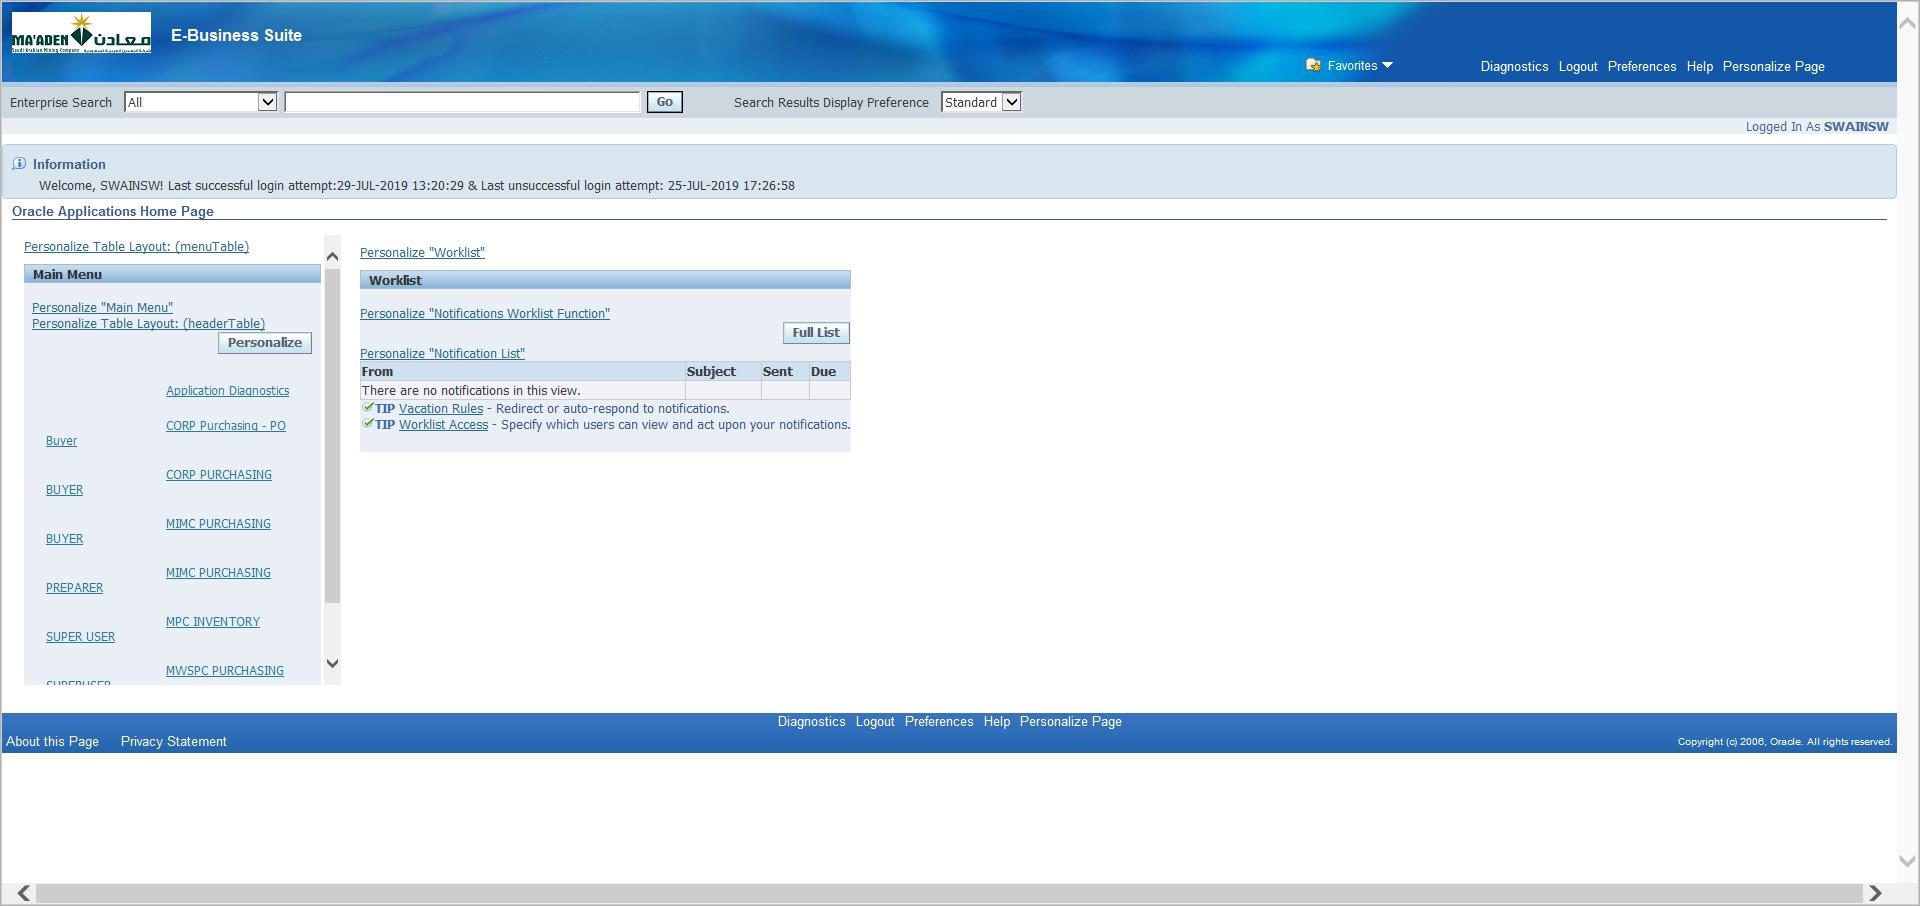 MA'ADEN معادن
Saudi Arabian Mining Company شركة التعدين العربية السعودية
E-Business Suite
Favorites
Diagnostics Logout Preferences Help Personalize Page
Enterprise Search All Go Search Results Display Preference Standard
Logged In As SWAINSW
Information
Welcome, SWAINSW! Last successful login attempt:29-JUL-2019 13:20:29 & Last unsuccessful login attempt: 25-JUL-2019 17:26:58
Oracle Applications Home Page
Personalize Table Layout: (menuTable)
Main Menu
Personalize "Main Menu"
Personalize Table Layout: (headerTable)
Personalize
Application Diagnostics
CORP Purchasing - PO
Buyer
CORP PURCHASING
BUYER
MIMC PURCHASING
BUYER
MIMC PURCHASING
PREPARER
MPC INVENTORY
SUPER USER
MWSPC PURCHASING
SUPERUSER
Personalize "Worklist"
Worklist
Personalize "Notifications Worklist Function"
Full List
Personalize "Notification List"
From Subject Sent Due
There are no notifications in this view.
TIP Vacation Rules - Redirect or auto-respond to notifications.
TIP Worklist Access - Specify which users can view and act upon your notifications.
Diagnostics Logout Preferences Help Personalize Page
About this Page Privacy Statement
Copyright (c) 2006, Oracle. All rights reserved.